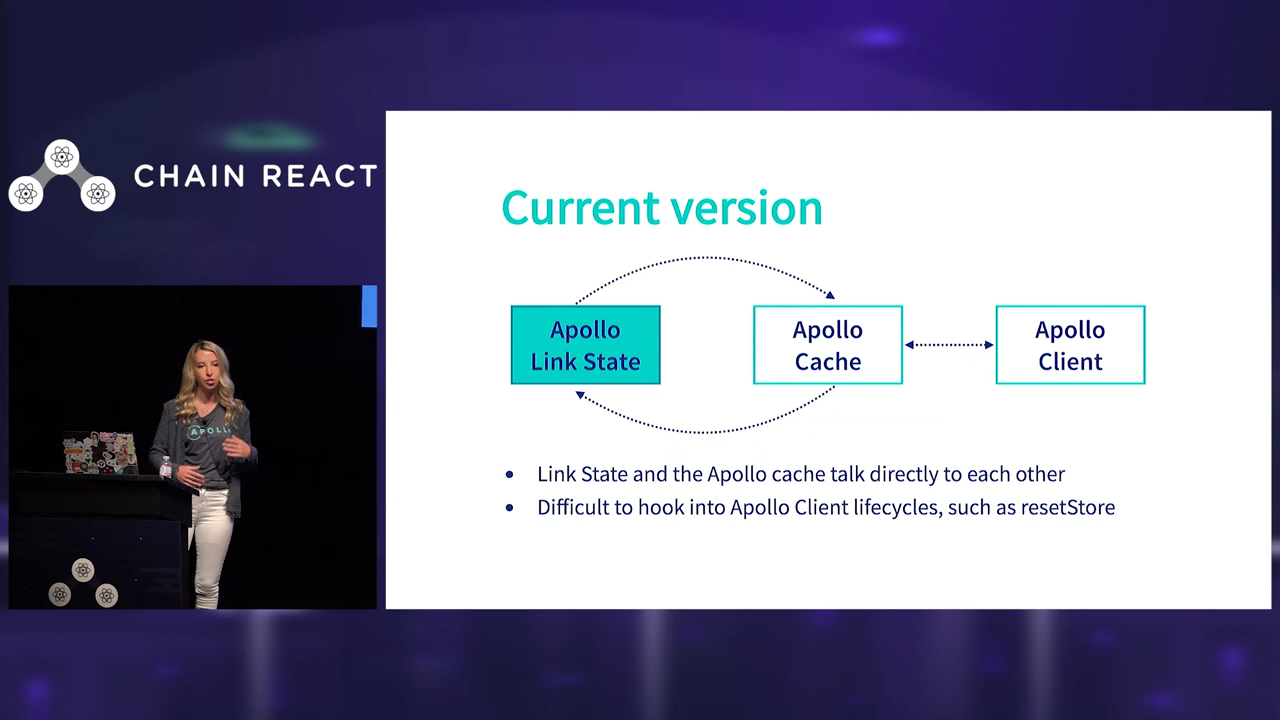 CHAIN REACT
Current version
Apollo
Link State
Apollo
Cache
Apollo
Client
• Link State and the Apollo cache talk directly to each other
• Difficult to hook into Apollo Client lifecycles, such as resetStore
APOLLO